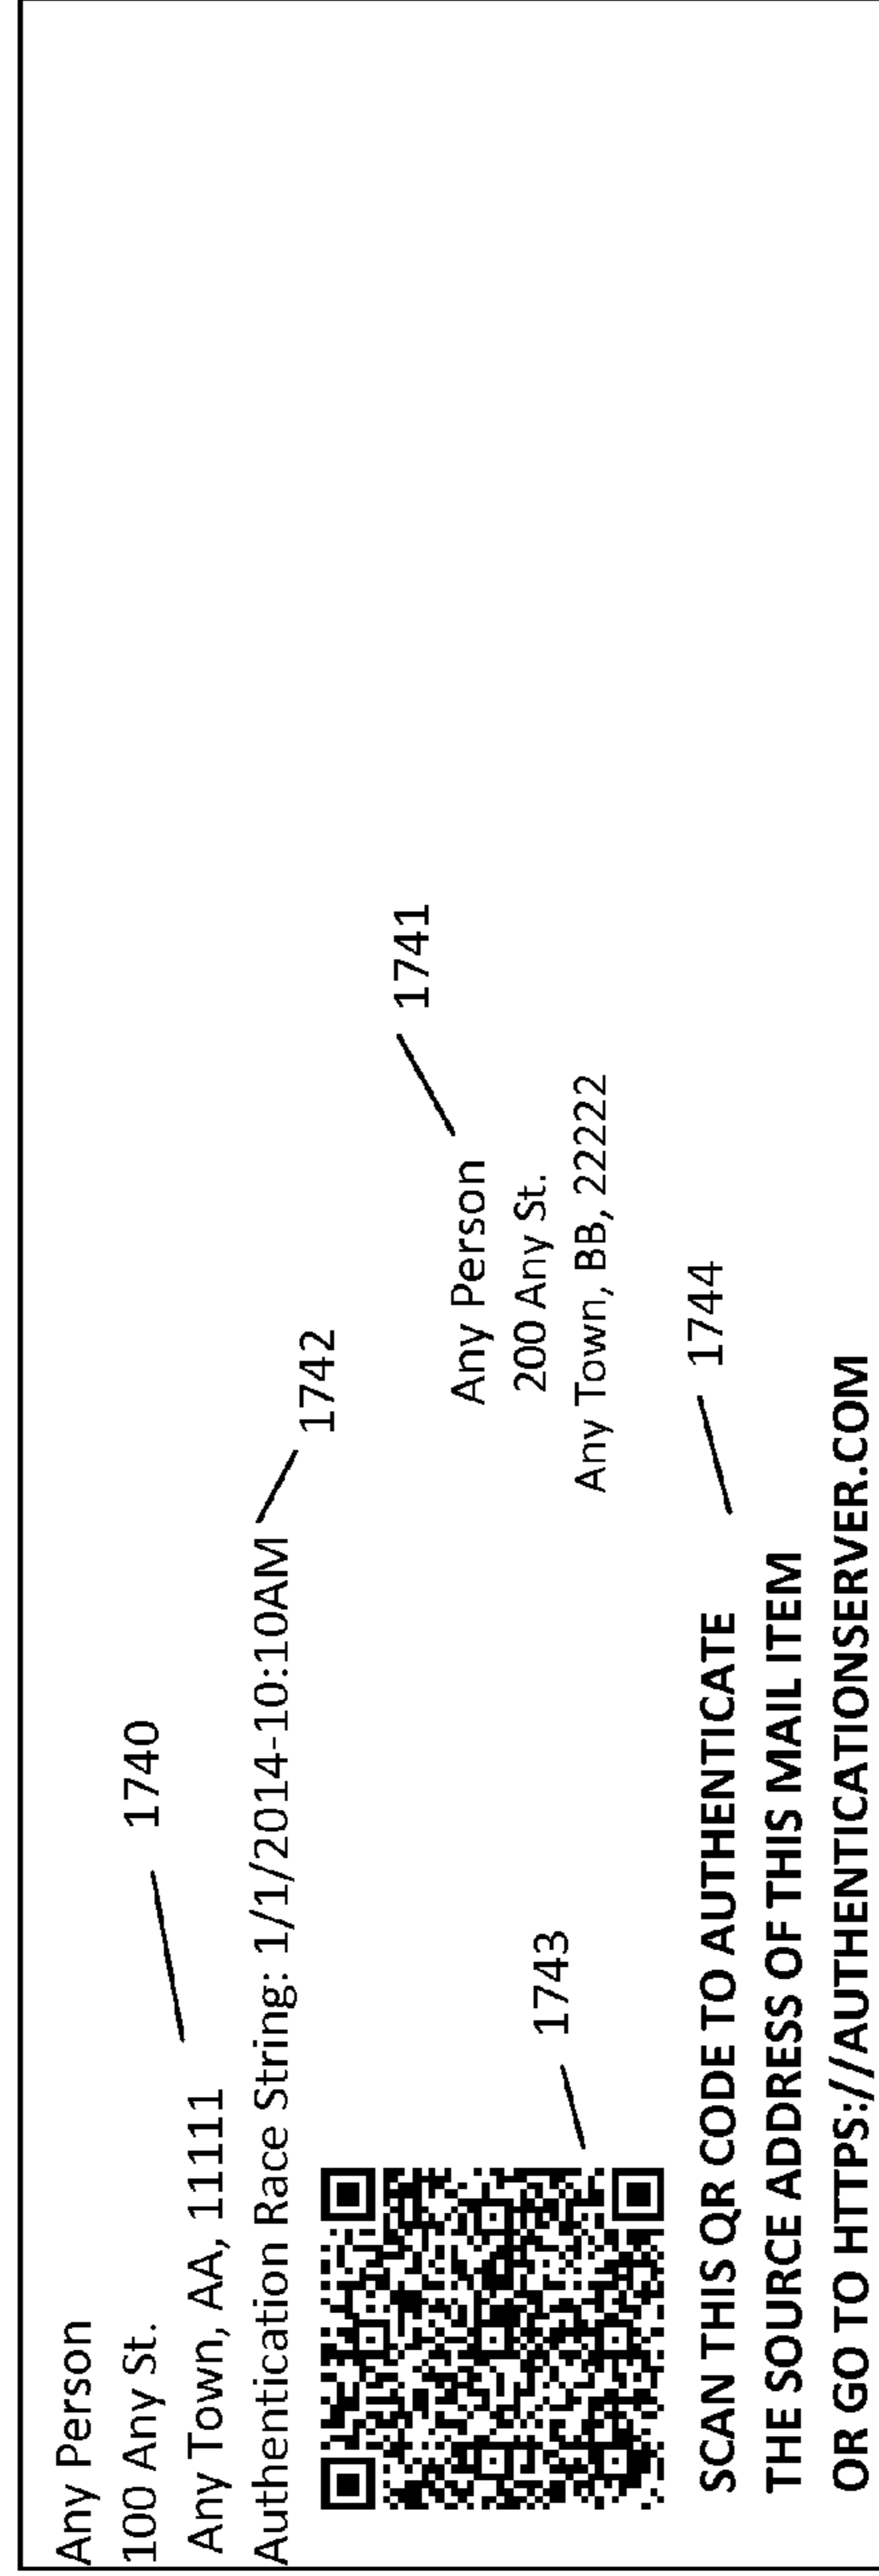 Any Person
100 Any St.
Any Town, AA, 11111
1740
Authentication Race String: 1/1/2014-10:10AM
1742
1743
1741
Any Person
200 Any St.
Any Town, BB, 22222
1744
SCAN THIS QR CODE TO AUTHENTICATE
THE SOURCE ADDRESS OF THIS MAIL ITEM
OR GO TO HTTPS://AUTHENTICATIONSERVER.COM